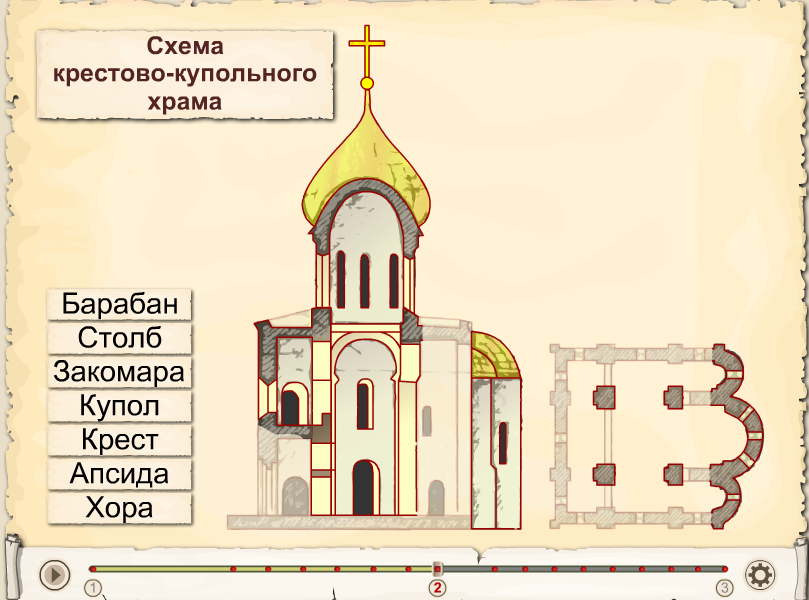 Схема
крестово-купольного
храма
Барабан
Столб
Закомара
Купол
Крест
Апсида
Хора
1
2
3